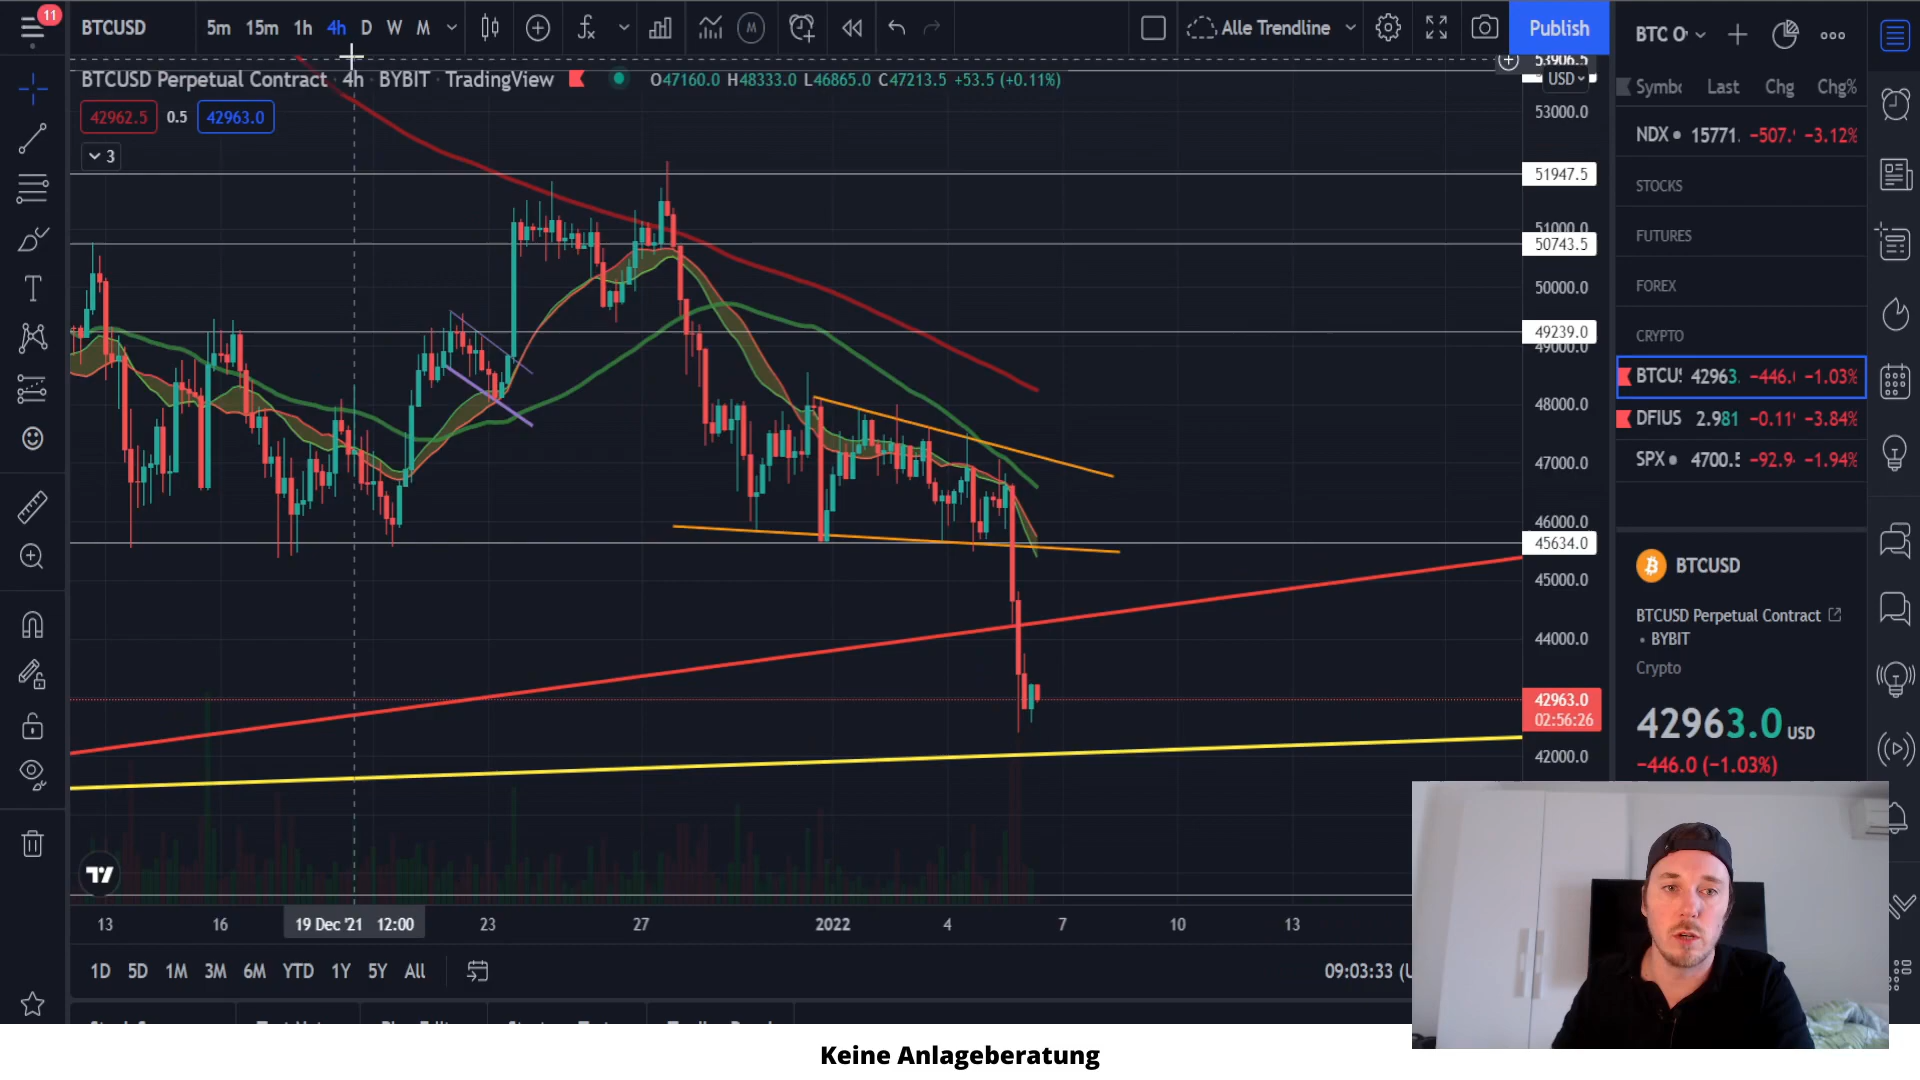 11
BTCUSD 5m 15m 1h 4h D W M
M
Alle Trendline Publish
BTCUSD Perpetual Contract · 4h · BYBIT · TradingView O47160.0 H48333.0 L46865.0 C47213.5 +53.5 (+0.11%)
42962.5 0.5 42963.0
3
53906.5
USD
53000.0
51947.5
51000.0
50743.5
50000.0
49239.0
49000.0
48000.0
47000.0
46000.0
45634.0
45000.0
44000.0
42963.0
02:56:26
42000.0
13 16 19 Dec '21 12:00 23 27 2022 4 7 10 13
1D 5D 1M 3M 6M YTD 1Y 5Y All
09:03:33 (U
BTC
Symbo Last Chg Chg%
NDX 15771. −507. −3.12%
STOCKS
FUTURES
FOREX
CRYPTO
BTCUS 42963. −446. −1.03%
DFIUS 2.981 −0.11 −3.84%
SPX 4700.5 −92.9 −1.94%
BTCUSD
BTCUSD Perpetual Contract
• BYBIT
Crypto
42963.0 USD
−446.0 (−1.03%)
Keine Anlageberatung